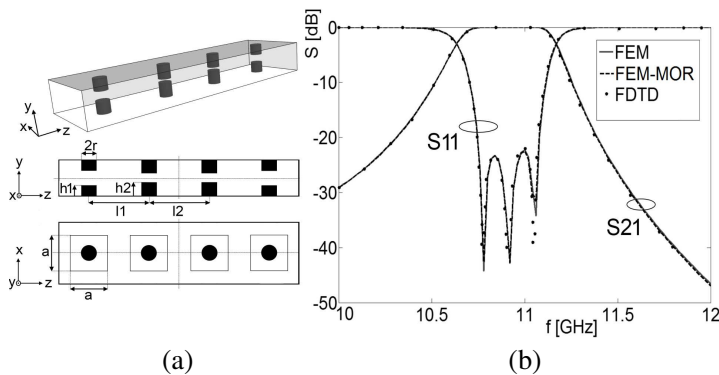 y
x
z
2r
y
x
z
h1
h2
l1
l2
x
a
y
z
a
(a)
S [dB]
0
-10
-20
-30
-40
-50
10
10.5
11
11.5
12
f [GHz]
FEM
FEM-MOR
FDTD
S11
S21
(b)